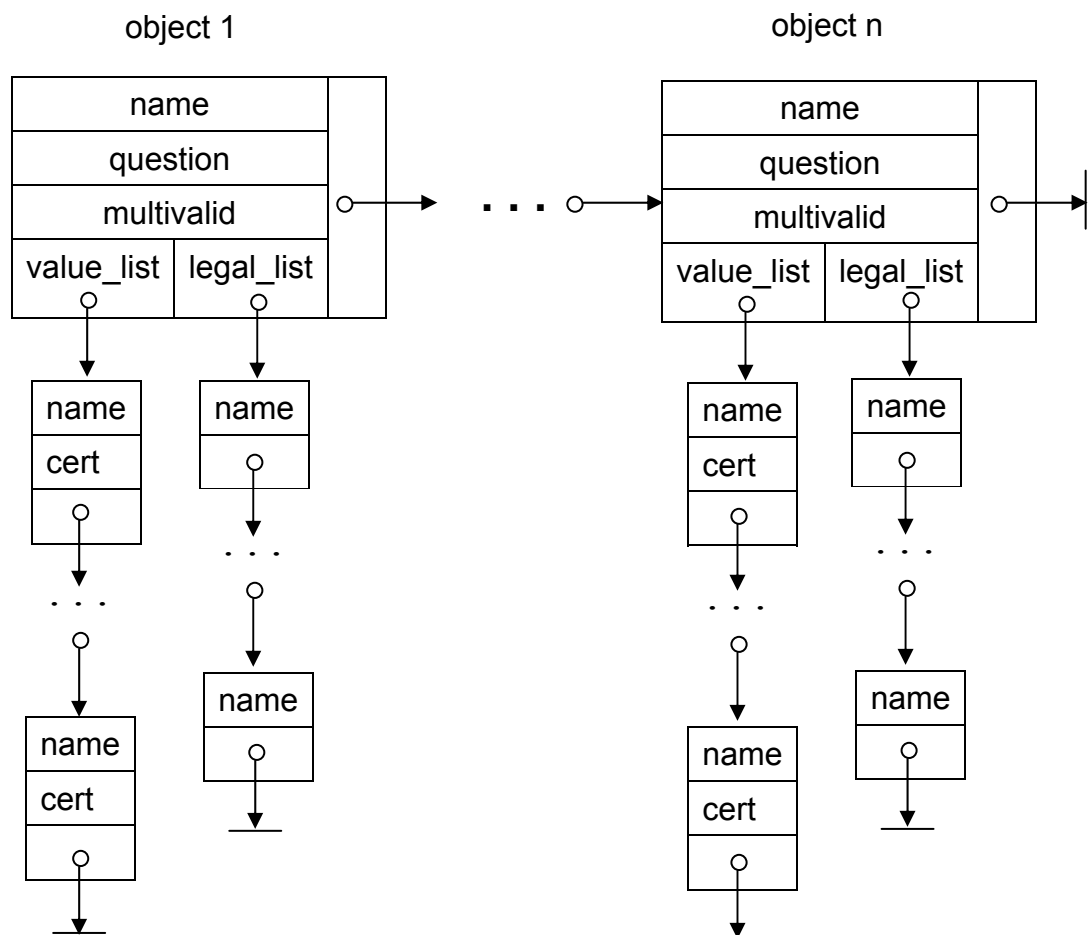 object 1
object n
name
question
multivalid
value_list legal_list
. . .
name
question
multivalid
value_list legal_list
name
cert
name
. . .
. . .
name
cert
name
name
cert
name
. . .
. . .
name
cert
name